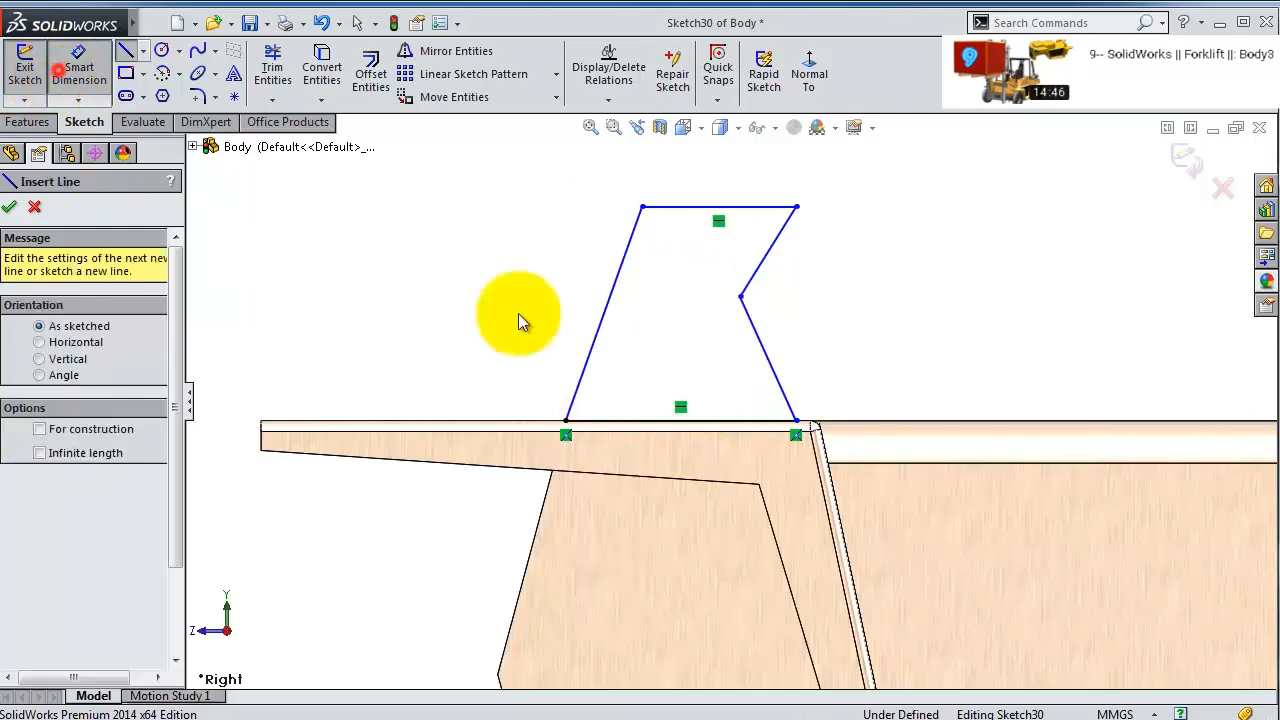 SOLIDWORKS
Sketch30 of Body *
Search Commands
Exit
Sketch
Smart
Dimension
Trim
Entities
Convert
Entities
Offset
Entities
Mirror Entities
Linear Sketch Pattern
Move Entities
Display/Delete
Relations
Repair
Sketch
Quick
Snaps
Rapid
Sketch
Normal
To
9-- SolidWorks || Forklift ||: Body3
9
14:46
Features
Sketch
Evaluate
DimXpert
Office Products
Body (Default<<Default>_...
Insert Line
?
Message
Edit the settings of the next new
line or sketch a new line.
Orientation
As sketched
Horizontal
Vertical
Angle
Options
For construction
Infinite length
Y
Z
*Right
Model
Motion Study 1
SolidWorks Premium 2014 x64 Edition
Under Defined
Editing Sketch30
MMGS